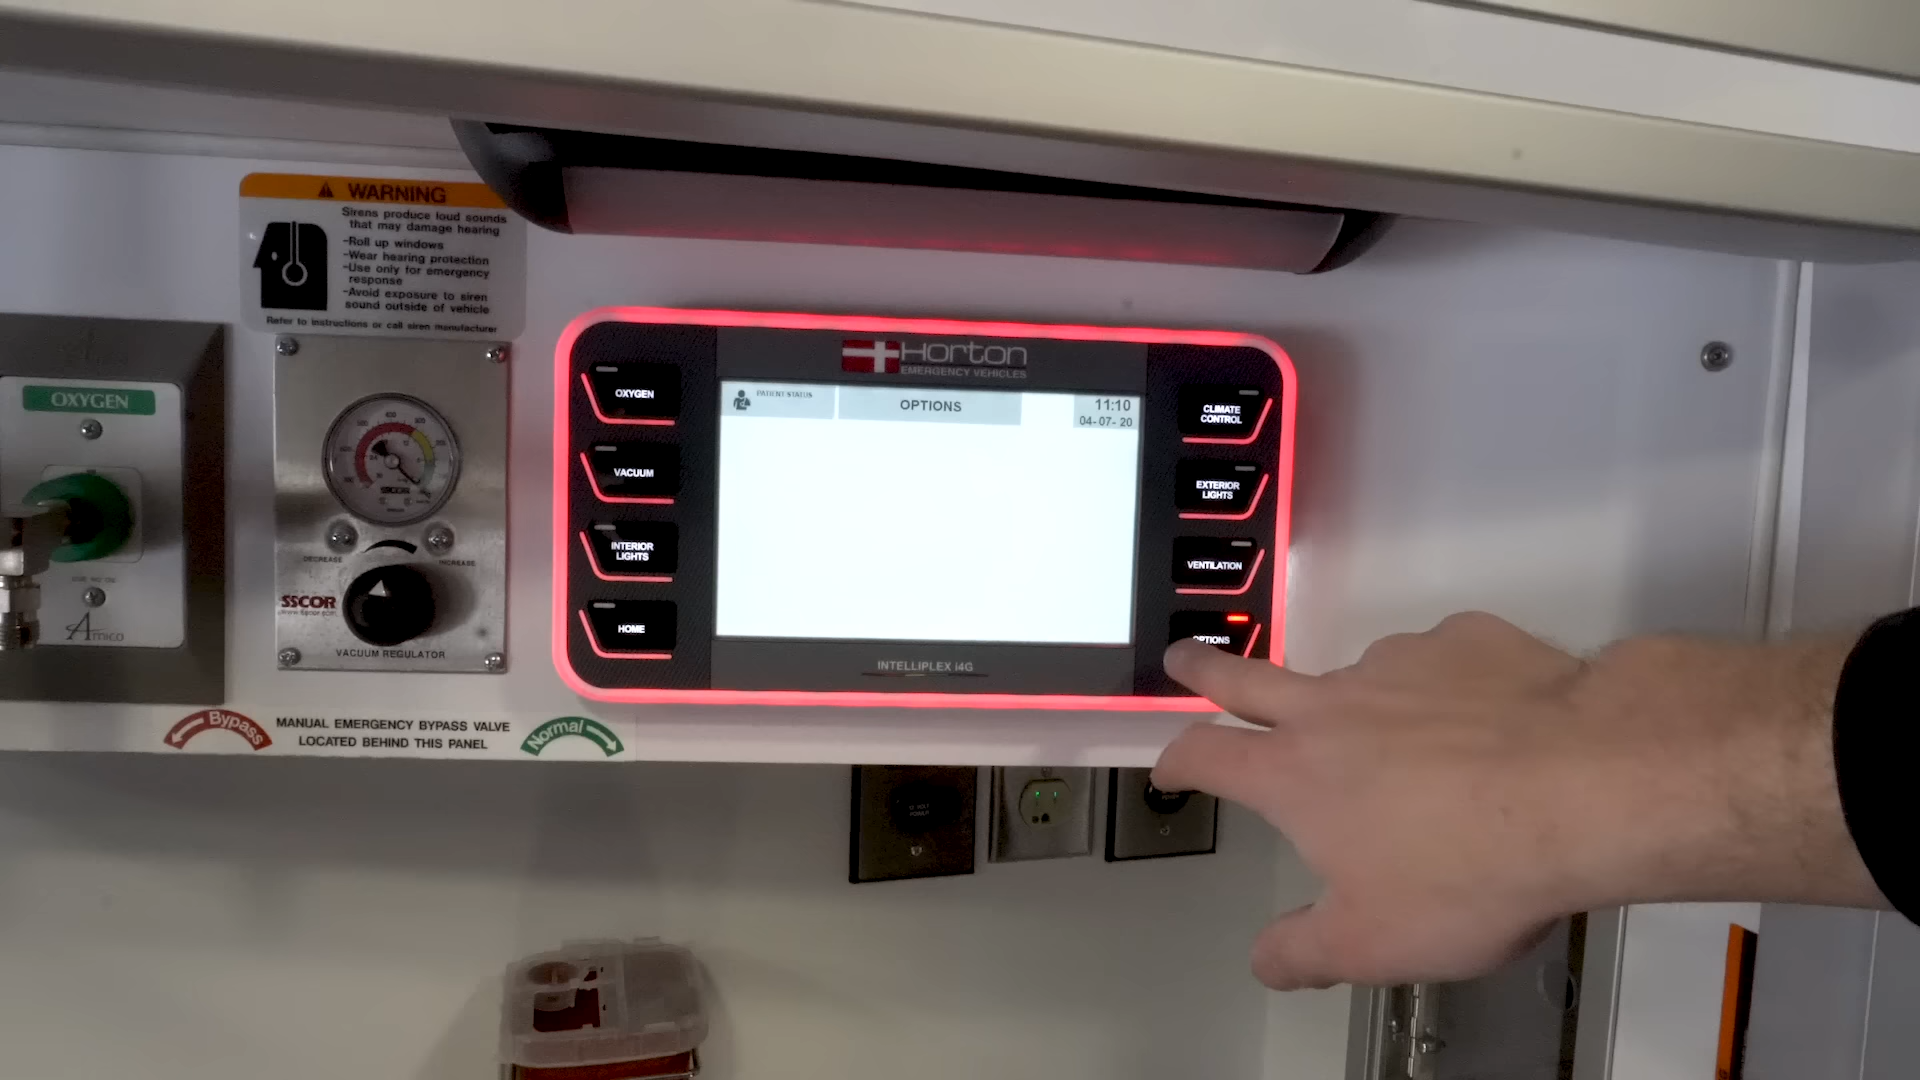 WARNING
Sirens produce loud sounds
that may damage hearing
-Roll up windows
-Wear hearing protection
-Use only for emergency
response
-Avoid exposure to siren
sound outside of vehicle
Refer to instructions or call siren manufacturer
OXYGEN
Amico
DECREASE
INCREASE
SSCOR
VACUUM REGULATOR
Bypass
MANUAL EMERGENCY BYPASS VALVE
LOCATED BEHIND THIS PANEL
Normal
Horton
EMERGENCY VEHICLES
OXYGEN
VACUUM
INTERIOR
LIGHTS
HOME
PATIENT STATUS
OPTIONS
11:10
04-07-20
CLIMATE
CONTROL
EXTERIOR
LIGHTS
VENTILATION
OPTIONS
INTELLIPLEX i4G